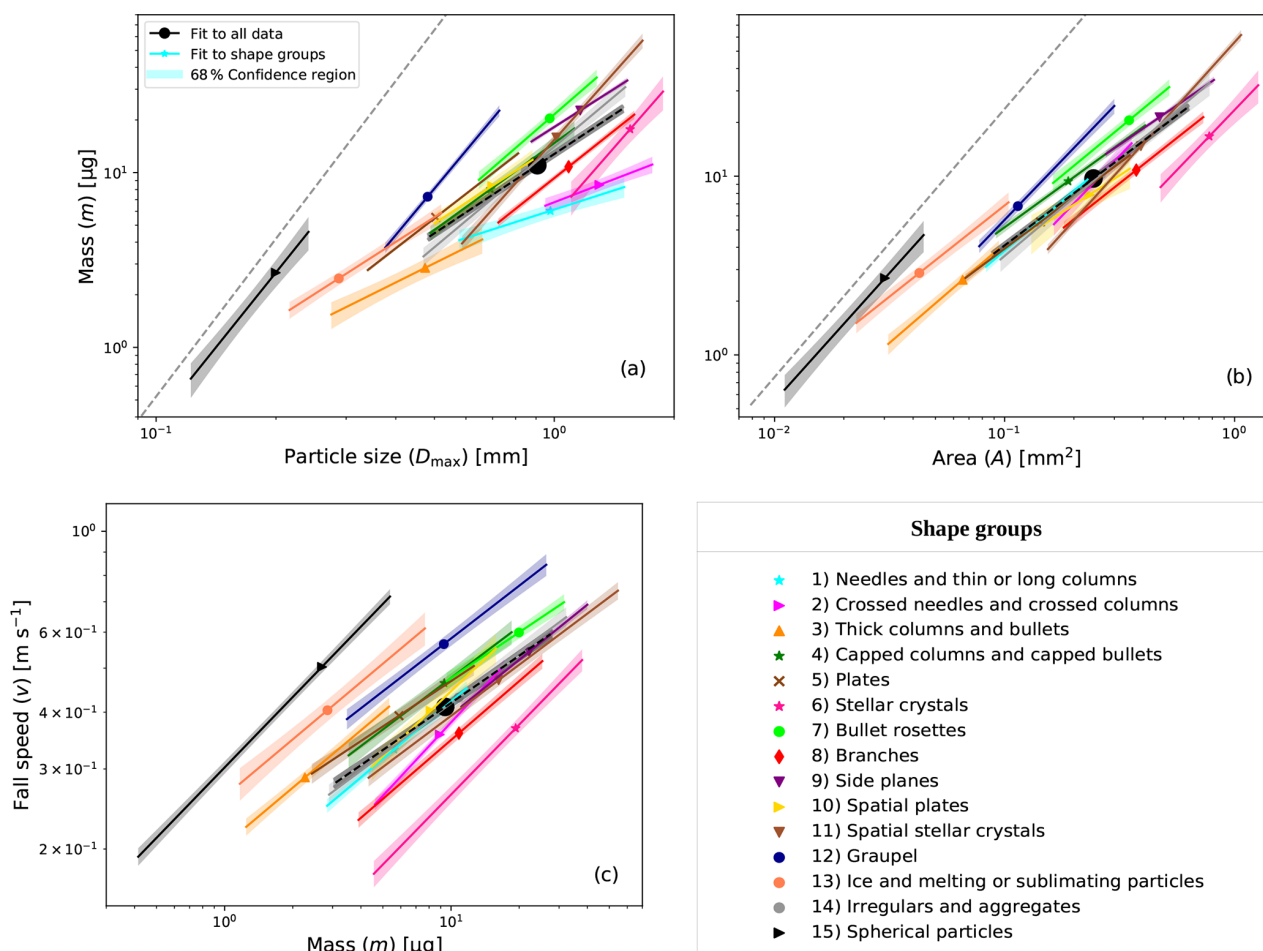 Fit to all data
Fit to shape groups
68 % Confidence region
Mass (m) [µg]
10¹
10⁰
(a)
10⁻¹
10⁰
Particle size (Dmax) [mm]
10¹
10⁰
(b)
10⁻²
10⁻¹
10⁰
Area (A) [mm²]
Fall speed (v) [m s⁻¹]
10⁰
6 × 10⁻¹
4 × 10⁻¹
3 × 10⁻¹
2 × 10⁻¹
(c)
10⁰
10¹
Mass (m) [µg]
Shape groups
1) Needles and thin or long columns
2) Crossed needles and crossed columns
3) Thick columns and bullets
4) Capped columns and capped bullets
5) Plates
6) Stellar crystals
7) Bullet rosettes
8) Branches
9) Side planes
10) Spatial plates
11) Spatial stellar crystals
12) Graupel
13) Ice and melting or sublimating particles
14) Irregulars and aggregates
15) Spherical particles